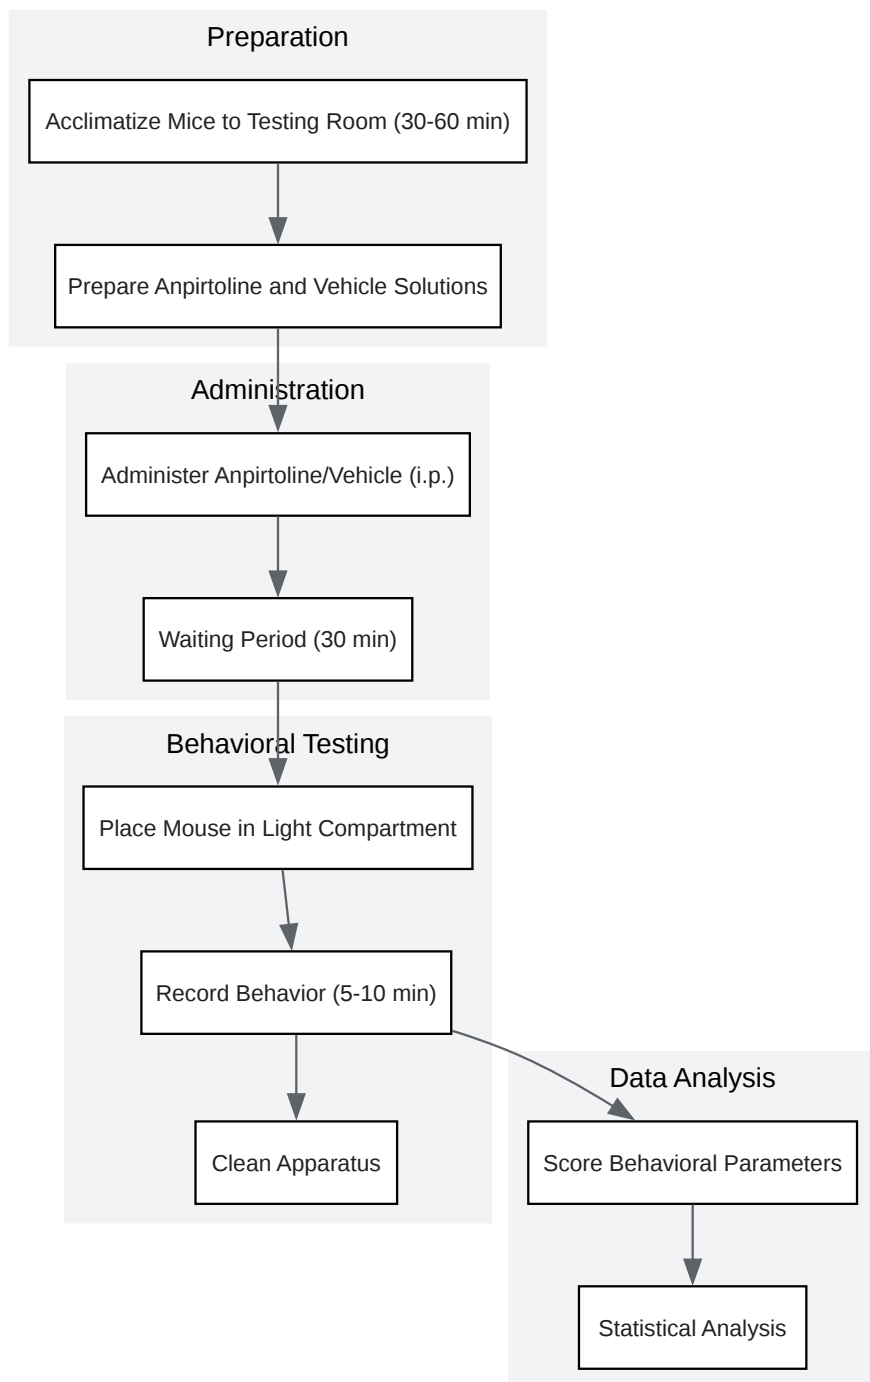 Preparation
Acclimatize Mice to Testing Room (30-60 min)
Prepare Anpirtoline and Vehicle Solutions
Administration
Administer Anpirtoline/Vehicle (i.p.)
Waiting Period (30 min)
Behavioral Testing
Place Mouse in Light Compartment
Record Behavior (5-10 min)
Clean Apparatus
Data Analysis
Score Behavioral Parameters
Statistical Analysis